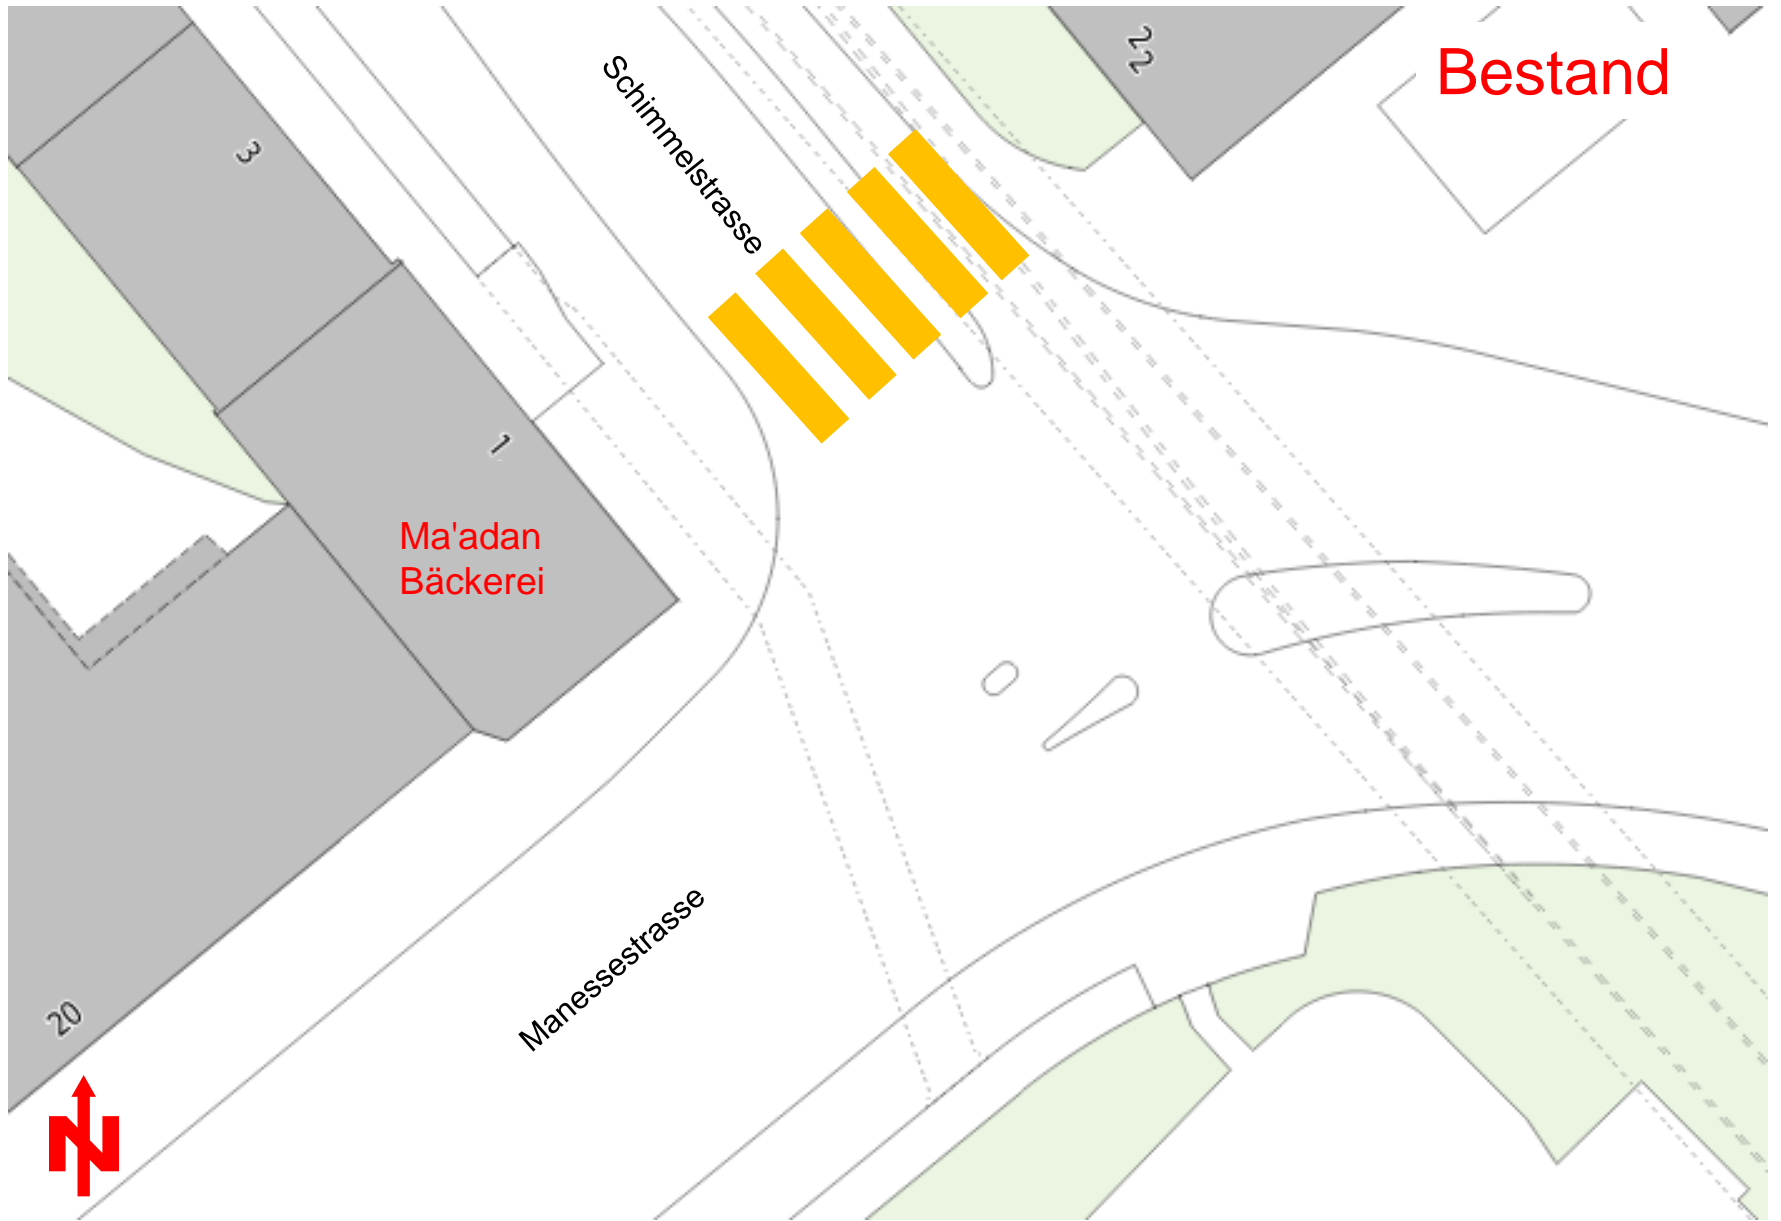 22
Bestand
Schimmelstrasse
3
1
Ma'adan
Bäckerei
Manessestrasse
20
N